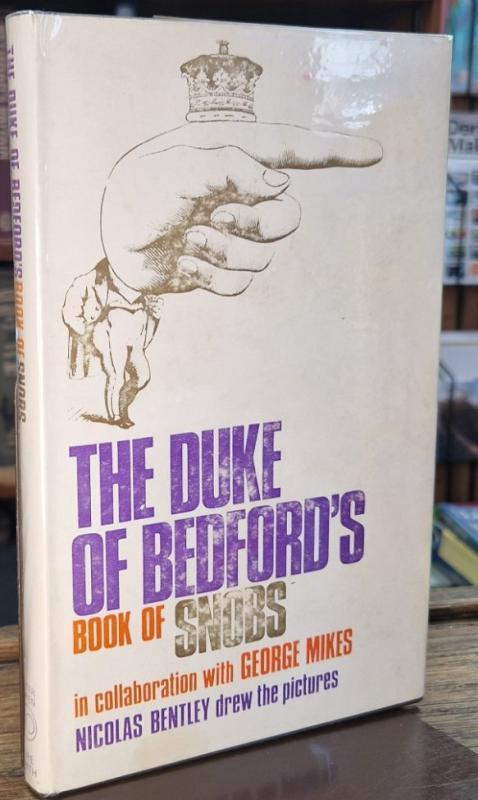 THE DUKE OF BEDFORD'S BOOK OF SNOBS
THE DUKE
OF BEDFORD'S
BOOK OF SNOBS
in collaboration with GEORGE MIKES
NICOLAS BENTLEY drew the pictures